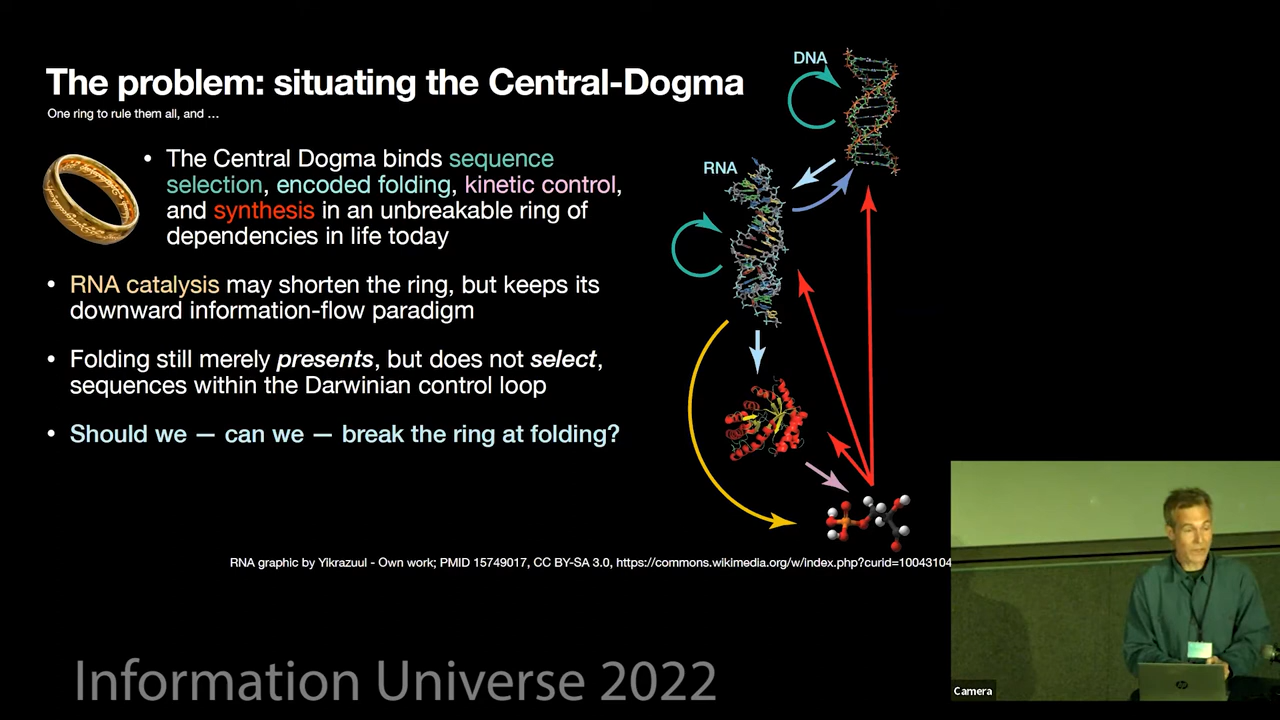 The problem: situating the Central-Dogma
One ring to rule them all, and ...
• The Central Dogma binds sequence
selection, encoded folding, kinetic control,
and synthesis in an unbreakable ring of
dependencies in life today
• RNA catalysis may shorten the ring, but keeps its
downward information-flow paradigm
• Folding still merely presents, but does not select,
sequences within the Darwinian control loop
• Should we — can we — break the ring at folding?
DNA
RNA
RNA graphic by Yikrazuul - Own work; PMID 15749017, CC BY-SA 3.0, https://commons.wikimedia.org/w/index.php?curid=10043104
Information Universe 2022
Camera
hp